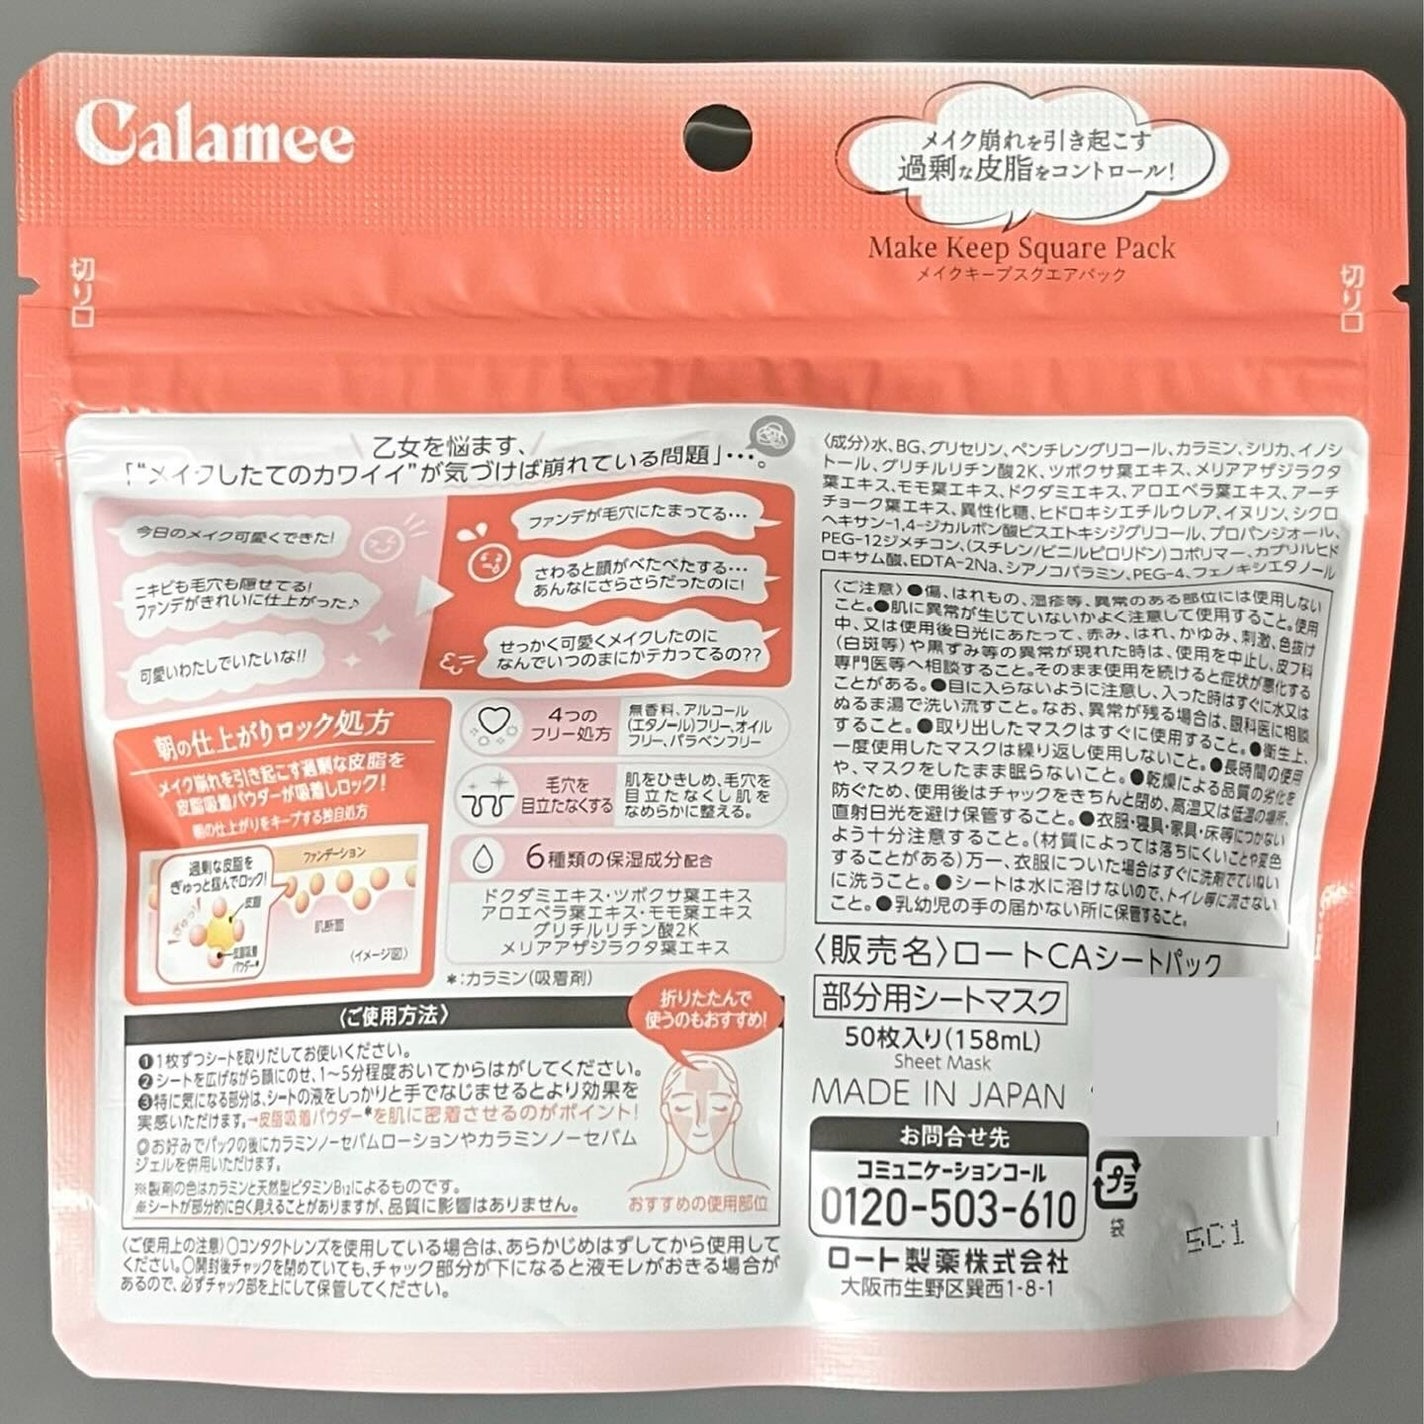 Calamee
メイク崩れを引き起こす
過剰な皮脂をコントロール!
Make Keep Square Pack
メイクキープスクエアパック
切り口
切り口
乙女を悩ます、
「“メイクしたてのカワイイ”が気づけば崩れている問題」・・・。
今日のメイク可愛くできた!
ニキビも毛穴も隠せてる!
ファンデがきれいに仕上がった♪
可愛いわたしでいたいな!!
ファンデが毛穴にたまってる・・・
さわると顔がべたべたする・・・
あんなにさらさらだったのに!
せっかく可愛くメイクしたのに
なんでいつのまにかテカってるの??
朝の仕上がりロック処方
メイク崩れを引き起こす過剰な皮脂を
皮脂吸着パウダーが吸着しロック!
朝の仕上がりをキープする独自処方
過剰な皮脂を
ぎゅっと掴んでロック!
ぎゅっ!
皮脂
皮脂吸着
パウダー*
ファンデーション
肌断面
(イメージ図)
4つの
フリー処方
無香料、アルコール
(エタノール)フリー、オイル
フリー、パラベンフリー
毛穴を
目立たなくする
肌をひきしめ、毛穴を
目立たなくし肌を
なめらかに整える。
6種類の保湿成分配合
ドクダミエキス・ツボクサ葉エキス
アロエベラ葉エキス・モモ葉エキス
グリチルリチン酸2K
メリアアザジラクタ葉エキス
*:カラミン(吸着剤)
〈ご使用方法〉
折りたたんで
使うのもおすすめ!
❶1枚ずつシートを取りだしてお使いください。
❷シートを広げながら顔にのせ、1〜5分程度おいてからはがしてください。
❸特に気になる部分は、シートの液をしっかりと手でなじませるとより効果を
実感いただけます。→皮脂吸着パウダー*を肌に密着させるのがポイント!
◎お好みでパックの後にカラミンノーセバムローションやカラミンノーセバム
ジェルを併用いただけます。
※製剤の色はカラミンと天然型ビタミンB12によるものです。
※シートが部分的に白く見えることがありますが、品質に影響はありません。
おすすめの使用部位
〈ご使用上の注意〉○コンタクトレンズを使用している場合は、あらかじめはずしてから使用して
ください。○開封後チャックを閉めていても、チャック部分が下になると液モレがおきる場合が
あるので、必ずチャック部を上にして保管してください。
〈成分〉水、BG、グリセリン、ペンチレングリコール、カラミン、シリカ、イノシ
トール、グリチルリチン酸2K、ツボクサ葉エキス、メリアアザジラクタ
葉エキス、モモ葉エキス、ドクダミエキス、アロエベラ葉エキス、アーチ
チョーク葉エキス、異性化糖、ヒドロキシエチルウレア、イヌリン、シクロ
ヘキサン-1,4-ジカルボン酸ビスエトキシジグリコール、プロパンジオール、
PEG-12ジメチコン、(スチレン/ビニルピロリドン)コポリマー、カプリルヒド
ロキサム酸、EDTA-2Na、シアノコバラミン、PEG-4、フェノキシエタノール
〈ご注意〉●傷、はれもの、湿疹等、異常のある部位には使用しない
こと。●肌に異常が生じていないかよく注意して使用すること。使用
中、又は使用後日光にあたって、赤み、はれ、かゆみ、刺激、色抜け
(白斑等)や黒ずみ等の異常が現れた時は、使用を中止し、皮フ科
専門医等へ相談すること。そのまま使用を続けると症状が悪化する
ことがある。●目に入らないように注意し、入った時はすぐに水又は
ぬるま湯で洗い流すこと。なお、異常が残る場合は、眼科医に相談
すること。●取り出したマスクはすぐに使用すること。●衛生上、
一度使用したマスクは繰り返し使用しないこと。●長時間の使用
や、マスクをしたまま眠らないこと。●乾燥による品質の劣化を
防ぐため、使用後はチャックをきちんと閉め、高温又は低温の場所、
直射日光を避け保管すること。●衣服・寝具・家具・床等につかない
よう十分注意すること。(材質によっては落ちにくいことや変色
することがある)万一、衣服についた場合はすぐに洗剤でていねい
に洗うこと。●シートは水に溶けないので、トイレ等に流さない
こと。●乳幼児の手の届かない所に保管すること。
〈販売名〉ロートCAシートパック
部分用シートマスク
50枚入り(158mL)
Sheet Mask
MADE IN JAPAN
お問合せ先
コミュニケーションコール
0120-503-610
プラ
袋
5C1
ロート製薬株式会社
大阪市生野区巽西1-8-1